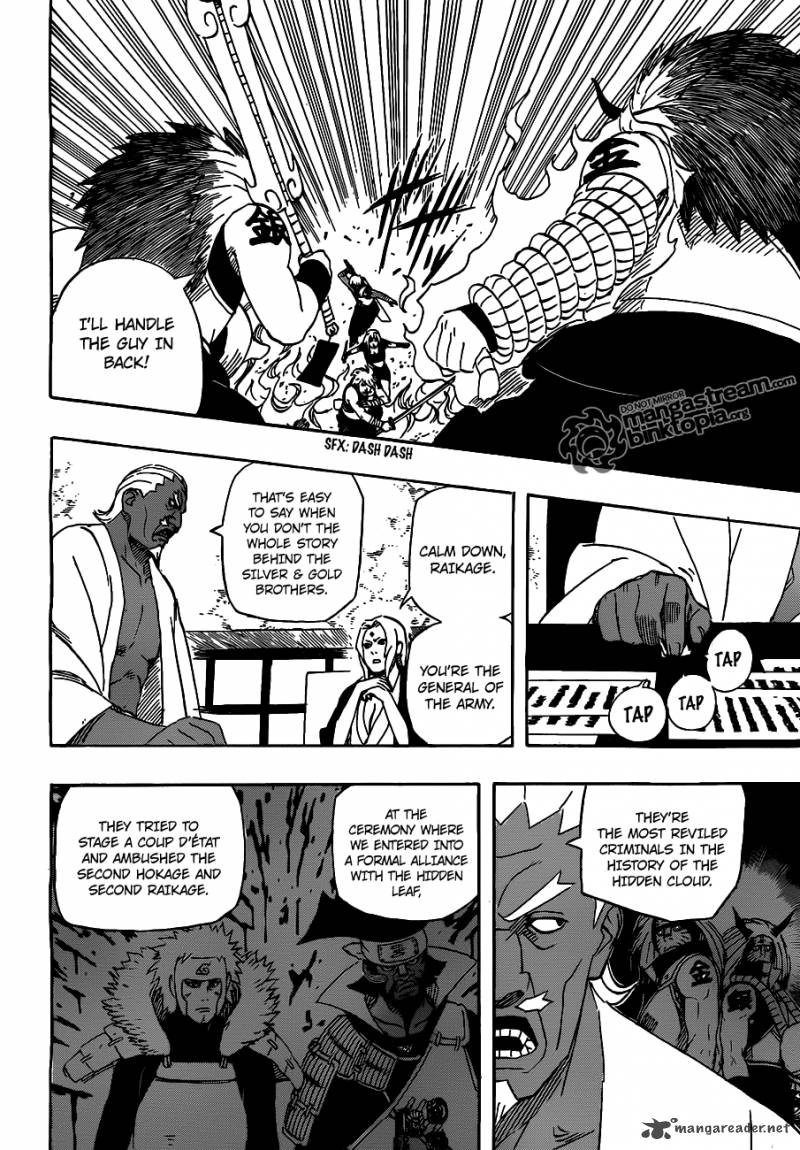 金
銀
I'LL HANDLE
THE GUY IN
BACK!
SFX: DASH DASH
DO NOT MIRROR
mangastream.com
binktopia.org
TAP
TAP
TAP
CALM DOWN,
RAIKAGE.
YOU'RE THE
GENERAL OF
THE ARMY.
THAT'S EASY
TO SAY WHEN
YOU DON'T THE
WHOLE STORY
BEHIND THE
SILVER & GOLD
BROTHERS.
THEY'RE
THE MOST REVILED
CRIMINALS IN THE
HISTORY OF THE
HIDDEN CLOUD.
金
銀
AT THE
CEREMONY WHERE
WE ENTERED INTO
A FORMAL ALLIANCE
WITH THE HIDDEN
LEAF,
THEY TRIED TO
STAGE A COUP D'ÉTAT
AND AMBUSHED THE
SECOND HOKAGE AND
SECOND RAIKAGE.
mangareader.net